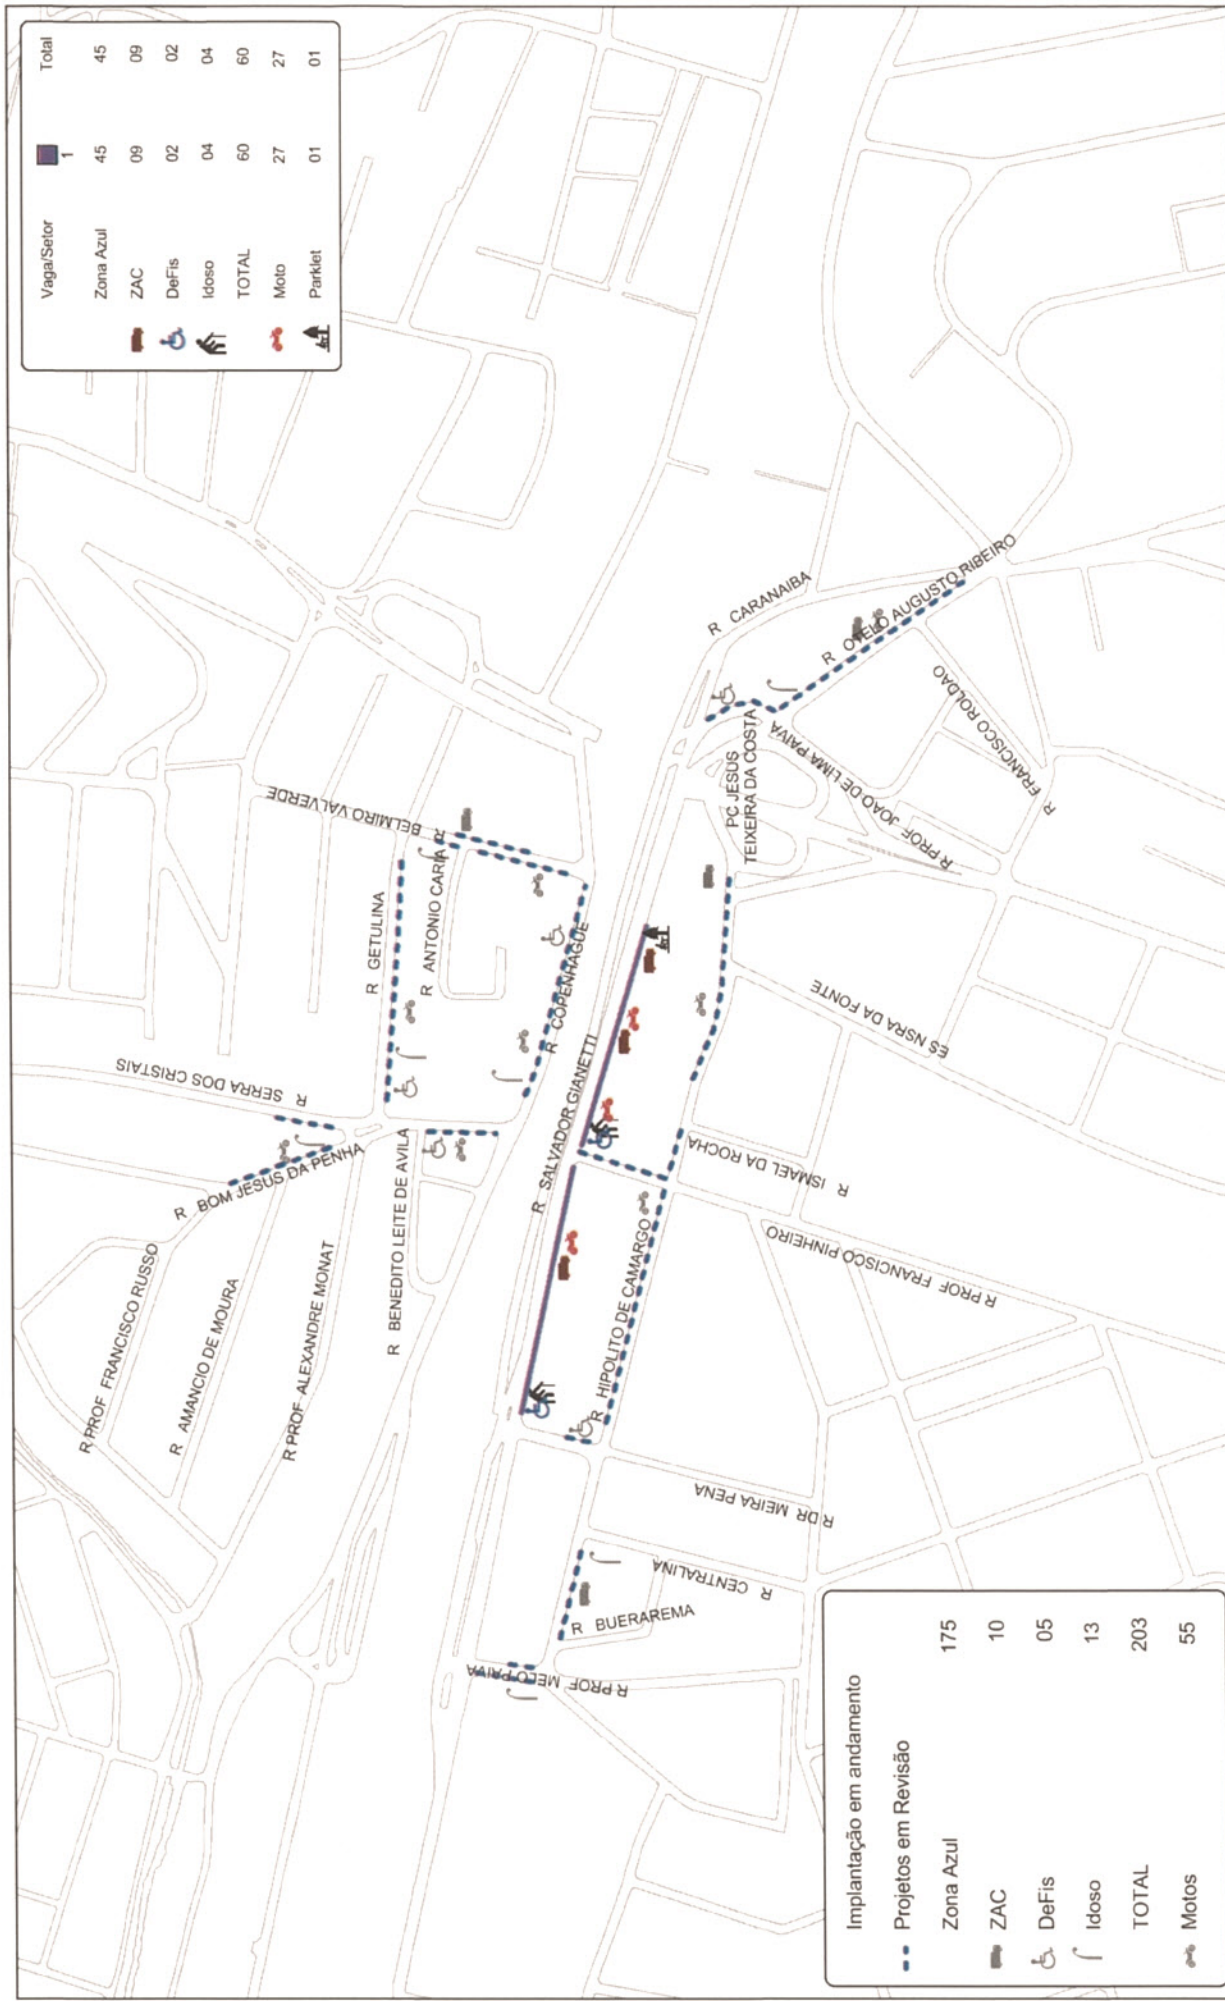 Vaga/Setor 1 Total
Zona Azul 45 45
ZAC 09 09
DeFis 02 02
Idoso 04 04
TOTAL 60 60
Moto 27 27
Parklet 01 01
R SERRA DOS CRISTAIS
R BOM JESUS DA PENHA
R PROF FRANCISCO RUSSO
R AMANCIO DE MOURA
R PROF ALEXANDRE MONAT
R BENEDITO LEITE DE AVILA
R GETULINA
R ANTONIO CARIA
R BELMIRO VALVERDE
R COPENHAGUE
R SALVADOR GIANETTI
R HIPOLITO DE CAMARGO
R PROF MELO PAIVA
R BUERAREMA
R CENTRALINA
R DR MEIRA PENA
R PROF FRANCISCO PINHEIRO
R ISMAEL DA ROCHA
ES NSRA DA FONTE
PC JESUS
TEIXEIRA DA COSTA
R PROF JOAO DE LIMA PAIVA
R FRANCISCO ROLDAO
R OTELO AUGUSTO RIBEIRO
R CARANAIBA
Implantação em andamento
Projetos em Revisão
Zona Azul 175
ZAC 10
DeFis 05
Idoso 13
TOTAL 203
Motos 55